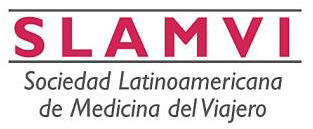 SLAMVI
Sociedad Latinoamericana
de Medicina del Viajero